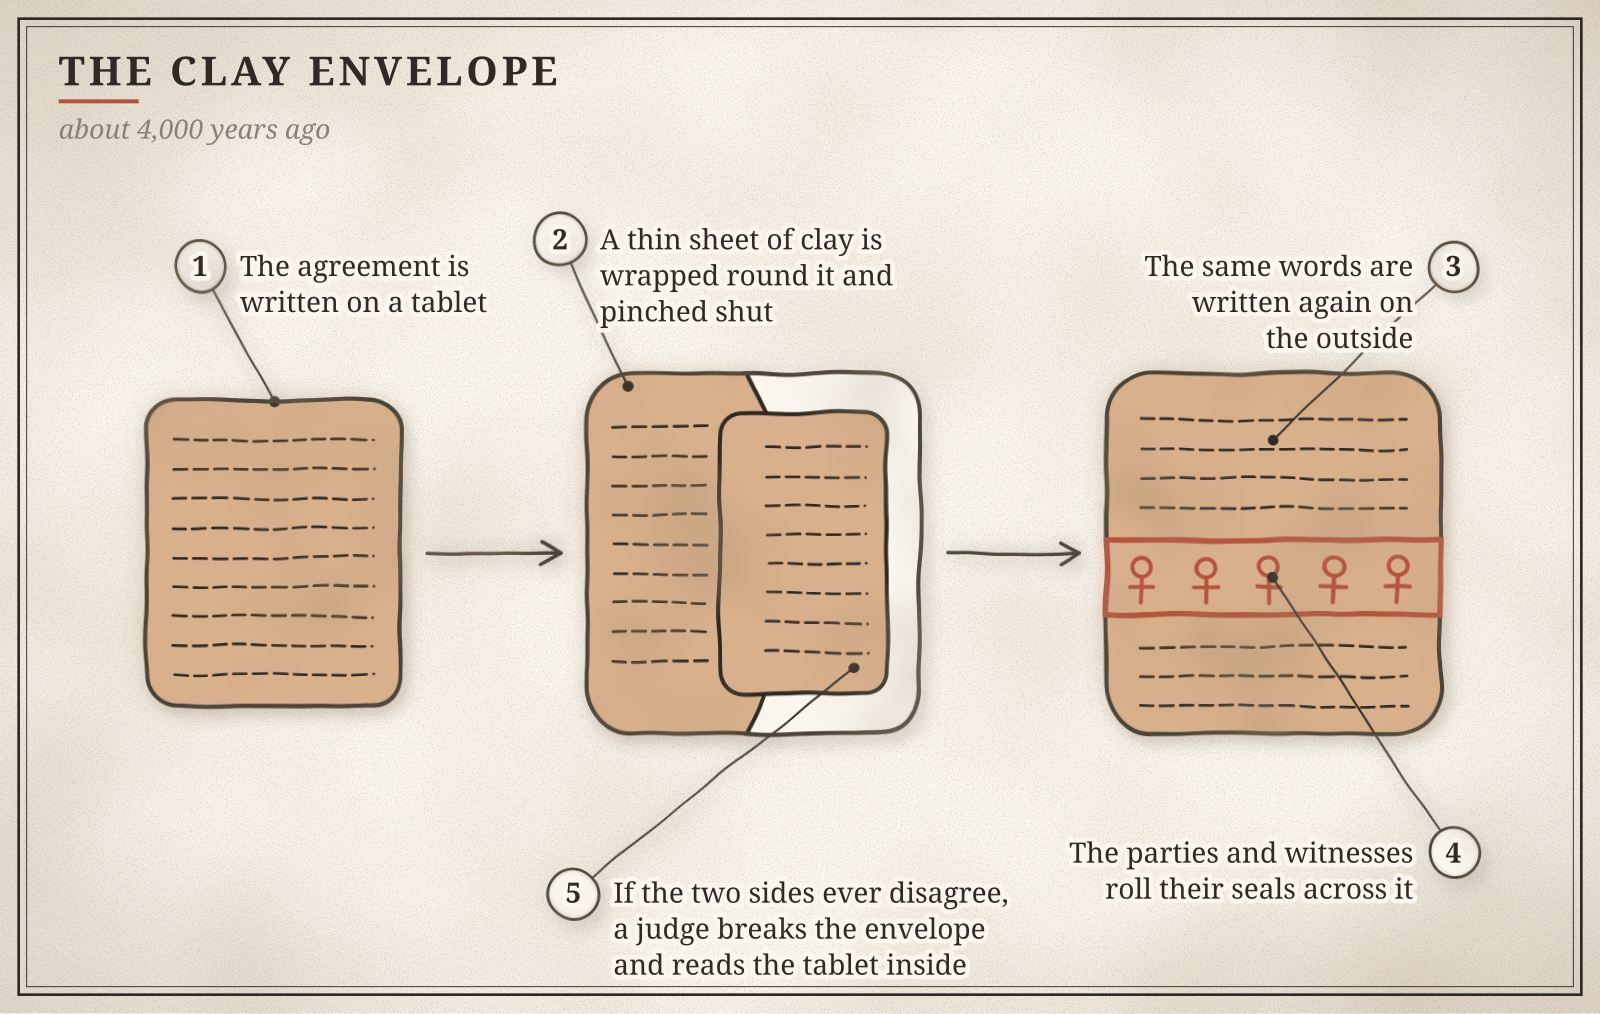 THE CLAY ENVELOPE
about 4,000 years ago
1
The agreement is
written on a tablet
2
A thin sheet of clay is
wrapped round it and
pinched shut
3
The same words are
written again on
the outside
4
The parties and witnesses
roll their seals across it
5
If the two sides ever disagree,
a judge breaks the envelope
and reads the tablet inside